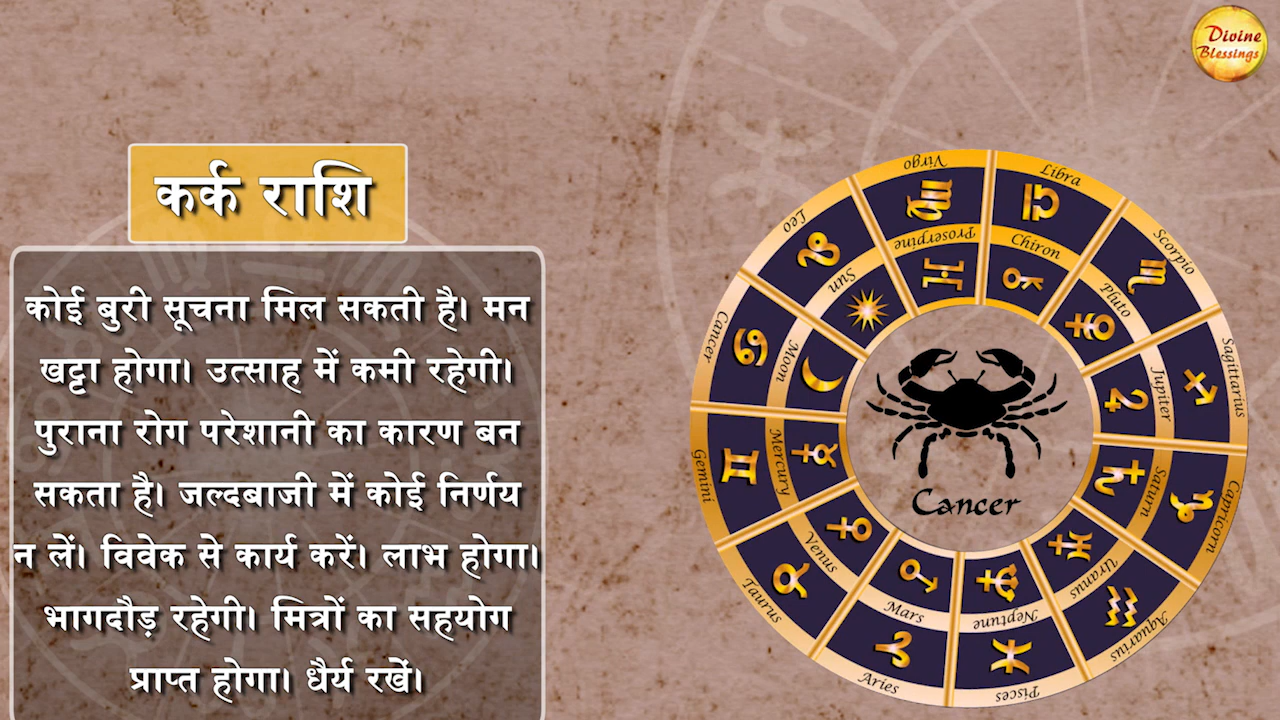 Divine
Blessings
कर्क राशि
कोई बुरी सूचना मिल सकती है। मन
खट्टा होगा। उत्साह में कमी रहेगी।
पुराना रोग परेशानी का कारण बन
सकता है। जल्दबाजी में कोई निर्णय
न लें। विवेक से कार्य करें। लाभ होगा।
भागदौड़ रहेगी। मित्रों का सहयोग
प्राप्त होगा। धैर्य रखें।
Virgo
Libra
Scorpio
Sagittarius
Capricorn
Aquarius
Pisces
Aries
Taurus
Gemini
Cancer
Leo
Proserpine
Chiron
Pluto
Jupiter
Saturn
Uranus
Neptune
Mars
Venus
Mercury
Moon
Sun
Cancer